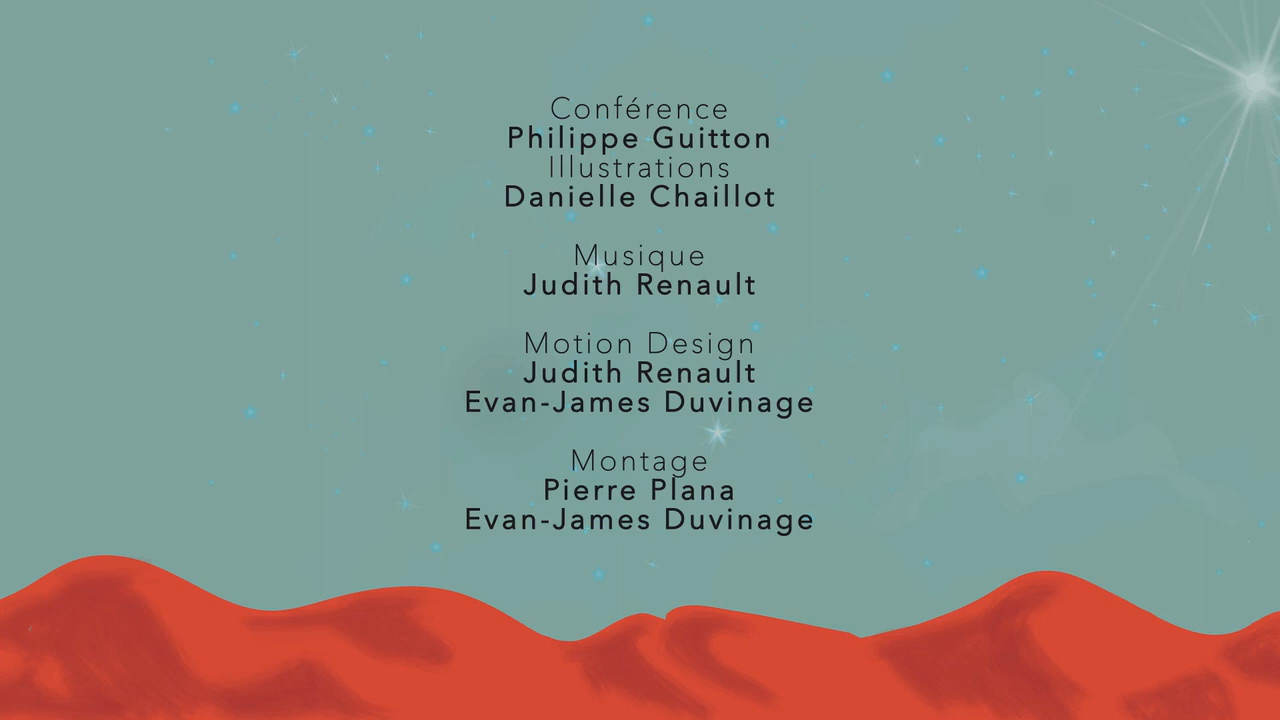 Conférence
Philippe Guitton
Illustrations
Danielle Chaillot
Musique
Judith Renault
Motion Design
Judith Renault
Evan-James Duvinage
Montage
Pierre Plana
Evan-James Duvinage